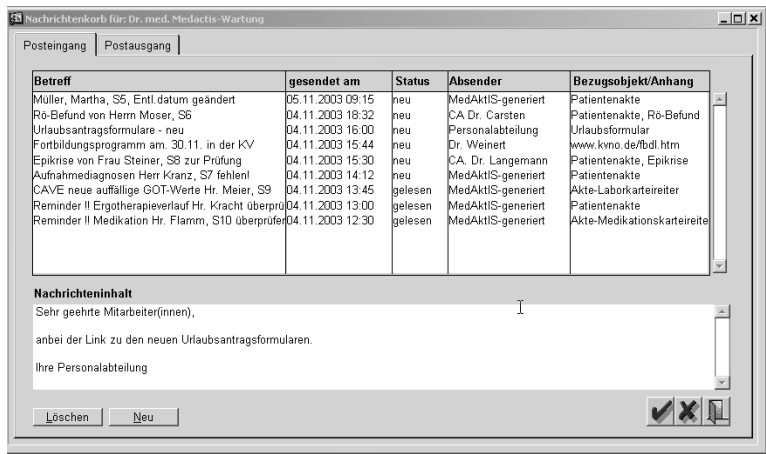 Nachrichtenkorb für: Dr. med. Medactis-Wartung
Posteingang Postausgang
Betreff gesendet am Status Absender Bezugsobjekt/Anhang
Müller, Martha, S5, Entl.datum geändert 05.11.2003 09:15 neu MedAktIS-generiert Patientenakte
Rö-Befund von Herrn Moser, S6 04.11.2003 18:32 neu CA Dr. Carsten Patientenakte, Rö-Befund
Urlaubsantragsformulare - neu 04.11.2003 16:00 neu Personalabteilung Urlaubsformular
Fortbildungsprogramm am. 30.11. in der KV 04.11.2003 15:44 neu Dr. Weinert www.kvno.de/fbdl.htm
Epikrise von Frau Steiner, S8 zur Prüfung 04.11.2003 15:30 neu CA. Dr. Langemann Patientenakte, Epikrise
Aufnahmediagnosen Herr Kranz, S7 fehlen! 04.11.2003 14:12 neu MedAktIS-generiert Patientenakte
CAVE neue auffällige GOT-Werte Hr. Meier, S9 04.11.2003 13:45 gelesen MedAktIS-generiert Akte-Laborkarteireiter
Reminder !! Ergotherapieverlauf Hr. Kracht überprü 04.11.2003 13:00 gelesen MedAktIS-generiert Patientenakte
Reminder !! Medikation Hr. Flamm, S10 überprüfer 04.11.2003 12:30 gelesen MedAktIS-generiert Akte-Medikationskarteireite
Nachrichteninhalt
Sehr geehrte Mitarbeiter(innen),
anbei der Link zu den neuen Urlaubsantragsformularen.
Ihre Personalabteilung
Löschen Neu